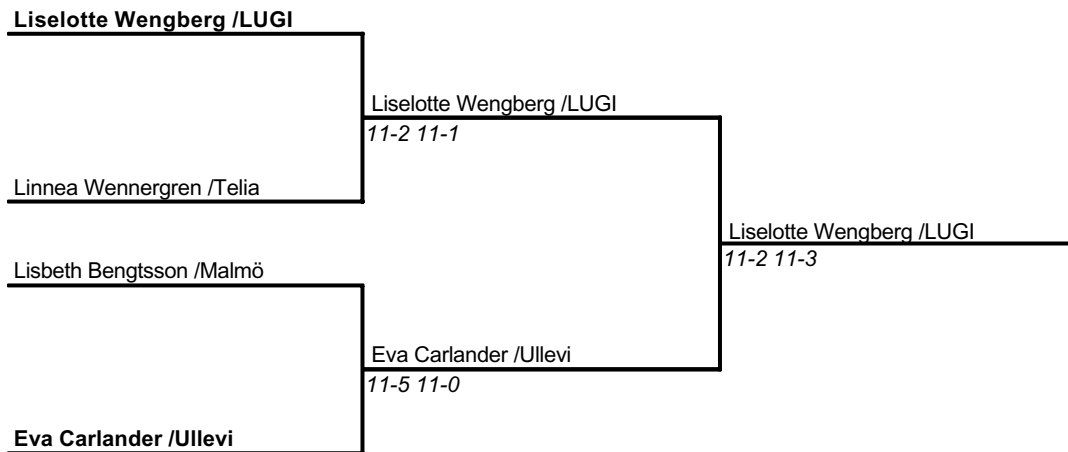 Liselotte Wengberg /LUGI
Liselotte Wengberg /LUGI
11-2 11-1
Linnea Wennergren /Telia
Liselotte Wengberg /LUGI
11-2 11-3
Lisbeth Bengtsson /Malmö
Eva Carlander /Ullevi
11-5 11-0
Eva Carlander /Ullevi